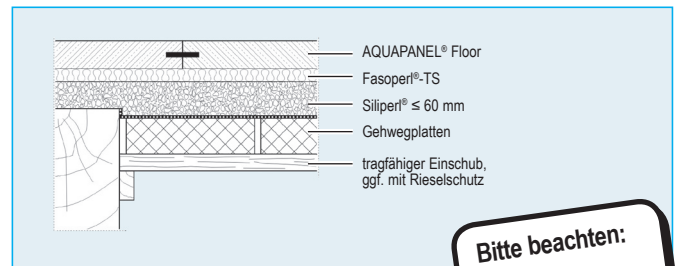 AQUAPANEL® Floor
Fasoperl®-TS
Siliperl® ≤ 60 mm
Gehwegplatten
tragfähiger Einschub,
ggf. mit Rieselschutz
Bitte beachten: